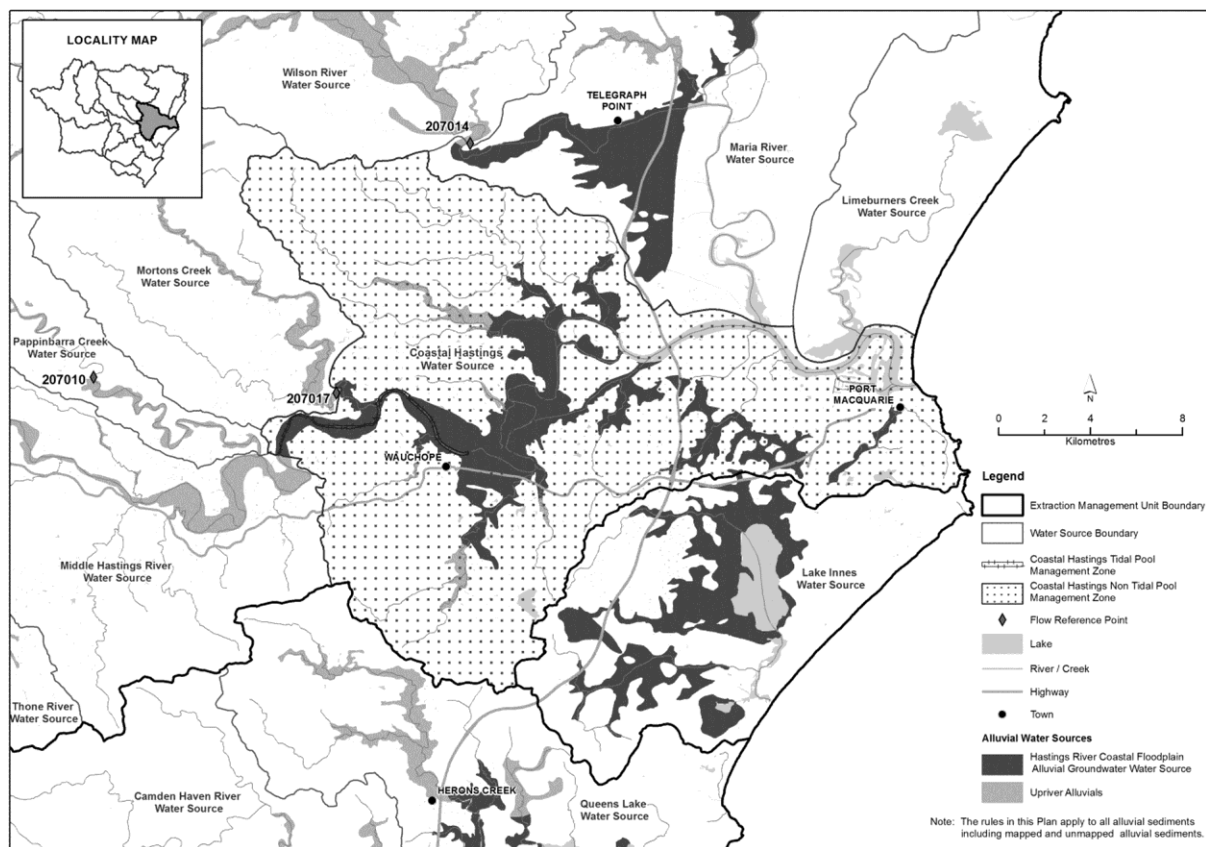 LOCALITY MAP
Wilson River
Water Source
207014
TELEGRAPH
POINT
Maria River
Water Source
Limeburners Creek
Water Source
Mortons Creek
Water Source
Pappinbarra Creek
Water Source
207010
207017
Coastal Hastings
Water Source
WAUCHOPE
PORT
MACQUARIE
Middle Hastings River
Water Source
Lake Innes
Water Source
Thone River
Water Source
Camden Haven River
Water Source
HERONS CREEK
Queens Lake
Water Source
N
0 2 4 8
Kilometres
Legend
Extraction Management Unit Boundary
Water Source Boundary
Coastal Hastings Tidal Pool
Management Zone
Coastal Hastings Non Tidal Pool
Management Zone
Flow Reference Point
Lake
River / Creek
Highway
Town
Alluvial Water Sources
Hastings River Coastal Floodplain
Alluvial Groundwater Water Source
Upriver Alluvials
Note: The rules in this Plan apply to all alluvial sediments
including mapped and unmapped alluvial sediments.